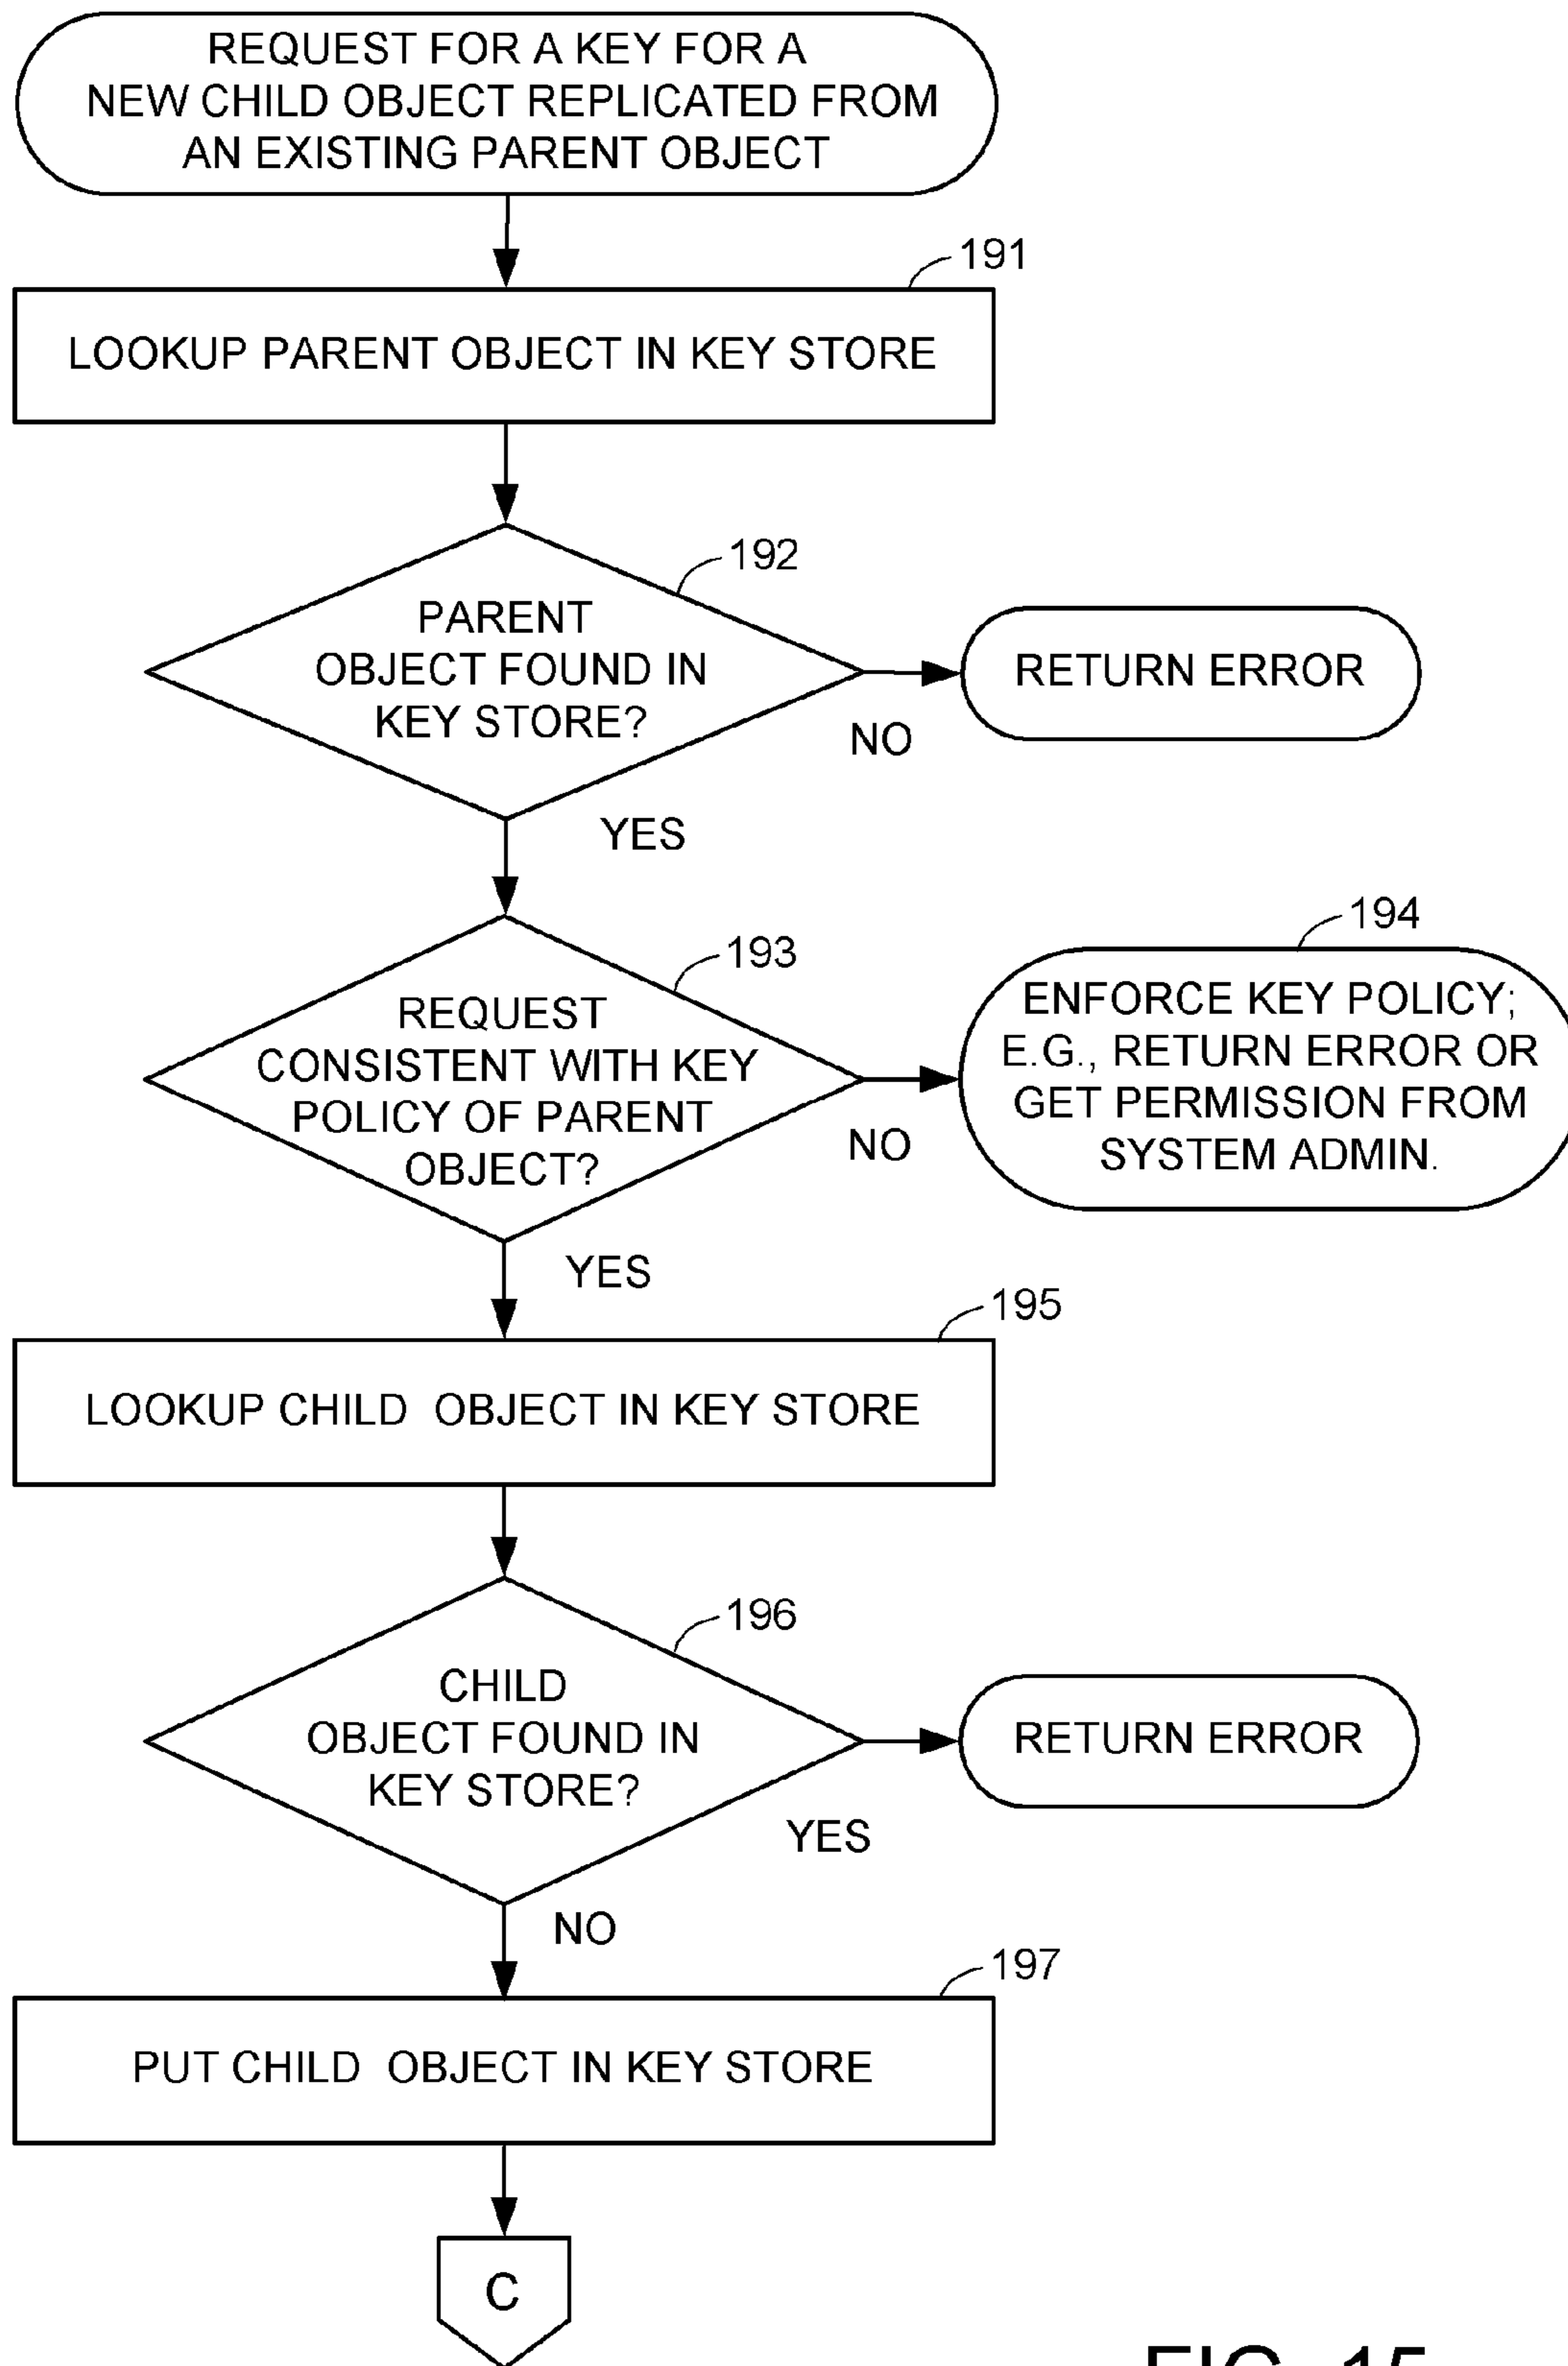 REQUEST FOR A KEY FOR A
NEW CHILD OBJECT REPLICATED FROM
AN EXISTING PARENT OBJECT
191
LOOKUP PARENT OBJECT IN KEY STORE
192
PARENT
OBJECT FOUND IN
KEY STORE?
NO
RETURN ERROR
YES
193
REQUEST
CONSISTENT WITH KEY
POLICY OF PARENT
OBJECT?
NO
194
ENFORCE KEY POLICY;
E.G., RETURN ERROR OR
GET PERMISSION FROM
SYSTEM ADMIN.
YES
195
LOOKUP CHILD OBJECT IN KEY STORE
196
CHILD
OBJECT FOUND IN
KEY STORE?
YES
RETURN ERROR
NO
197
PUT CHILD OBJECT IN KEY STORE
C
FIG. 15